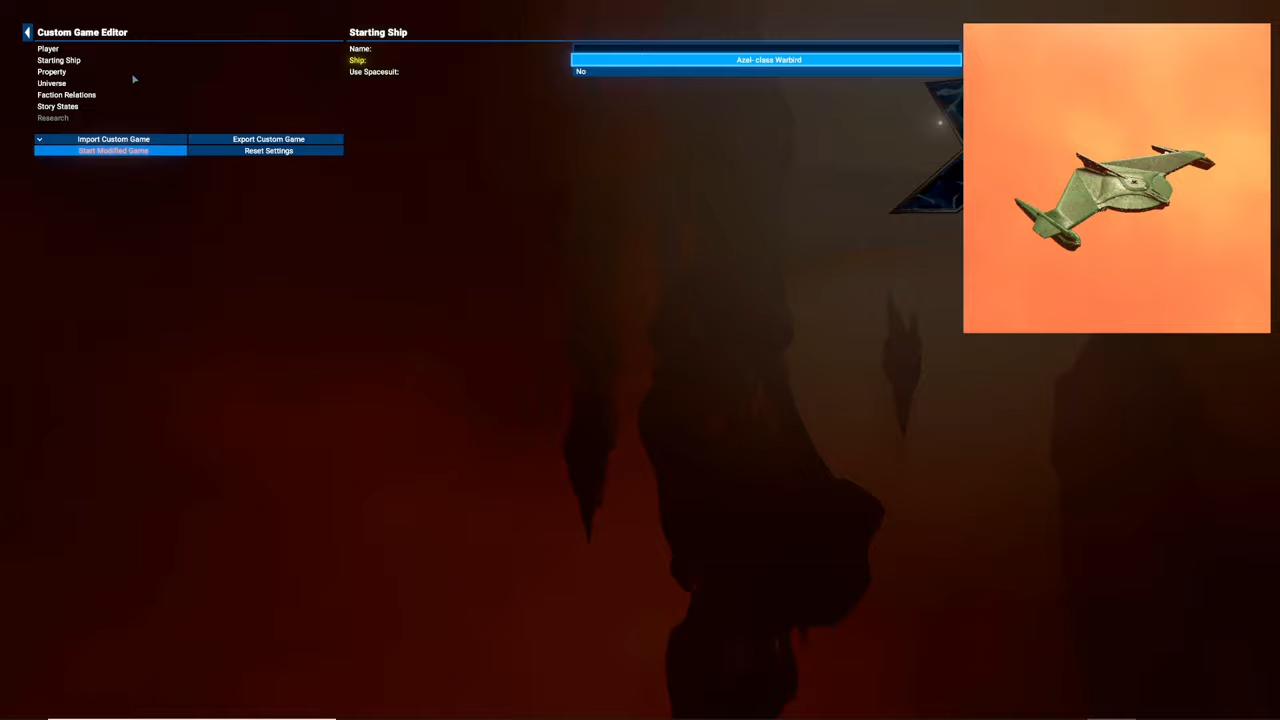 Custom Game Editor
Player
Starting Ship
Property
Universe
Faction Relations
Story States
Research
Import Custom Game
Export Custom Game
Start Modified Game
Reset Settings
Starting Ship
Name:
Ship:
Azel- class Warbird
Use Spacesuit:
No